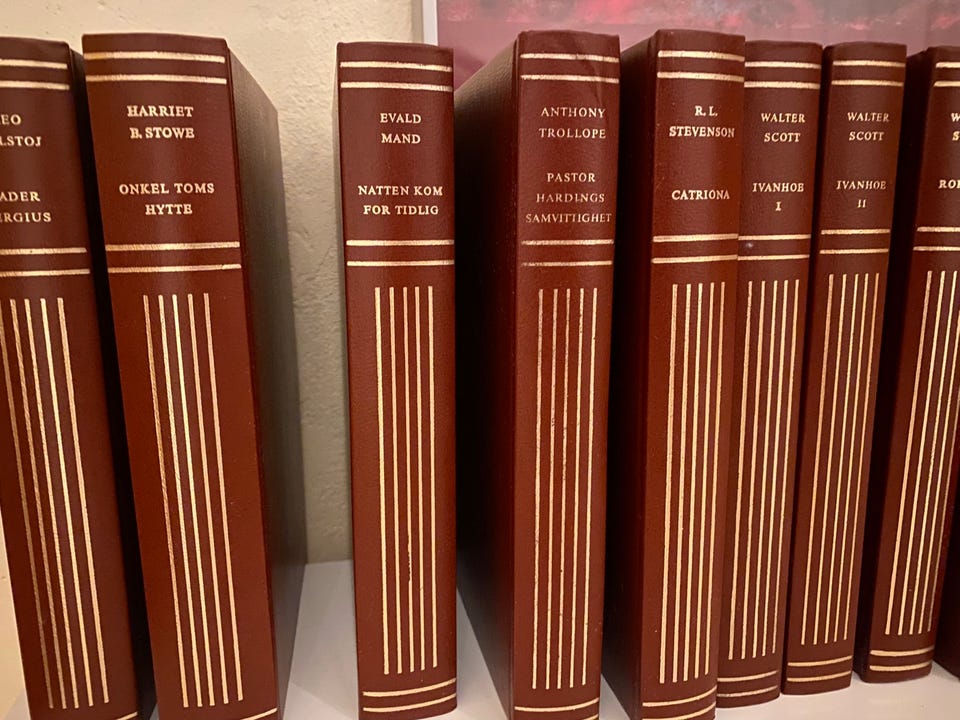 HARRIET
B. STOWE
ONKEL TOMS
HYTTE
EVALD
MAND
NATTEN KOM
FOR TIDLIG
ANTHONY
TROLLOPE
PASTOR
HARDINGS
SAMVITTIGHET
R. L.
STEVENSON
CATRIONA
WALTER
SCOTT
IVANHOE
I
WALTER
SCOTT
IVANHOE
II